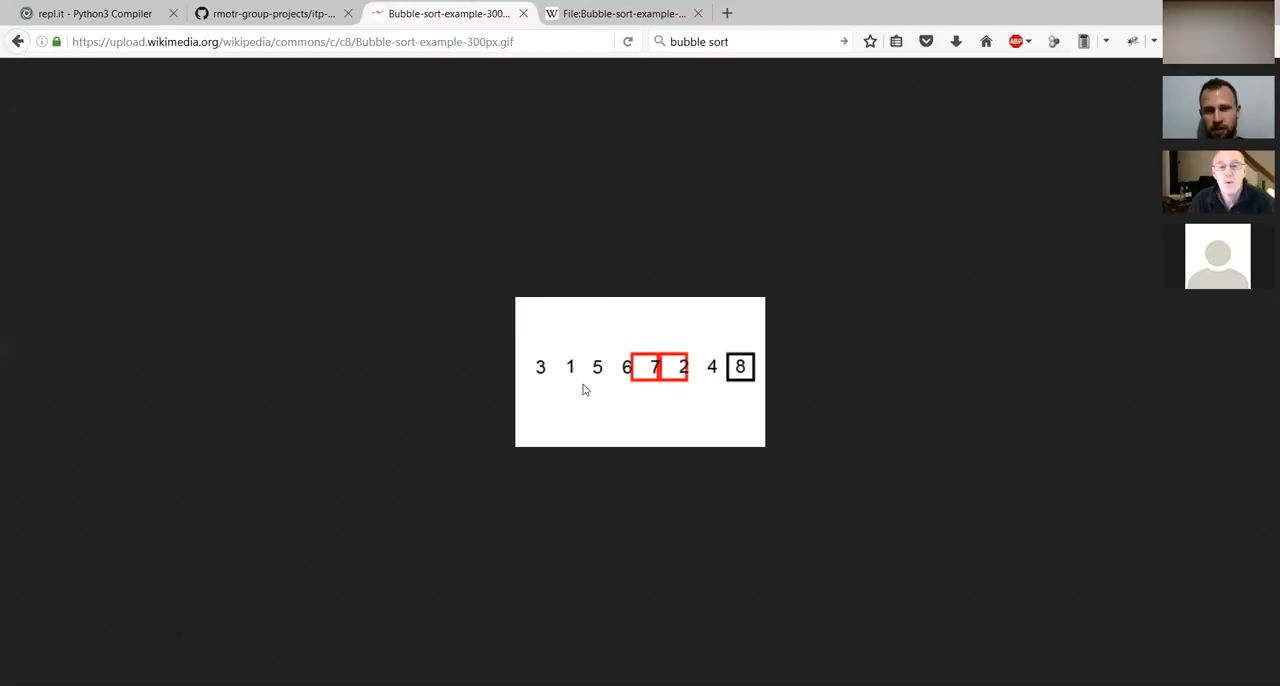 repl.it - Python3 Compiler
rmotr-group-projects/itp-...
Bubble-sort-example-300...
File:Bubble-sort-example-...
https://upload.wikimedia.org/wikipedia/commons/c/c8/Bubble-sort-example-300px.gif
bubble sort
ABP
3 1 5 6 7 2 4 8